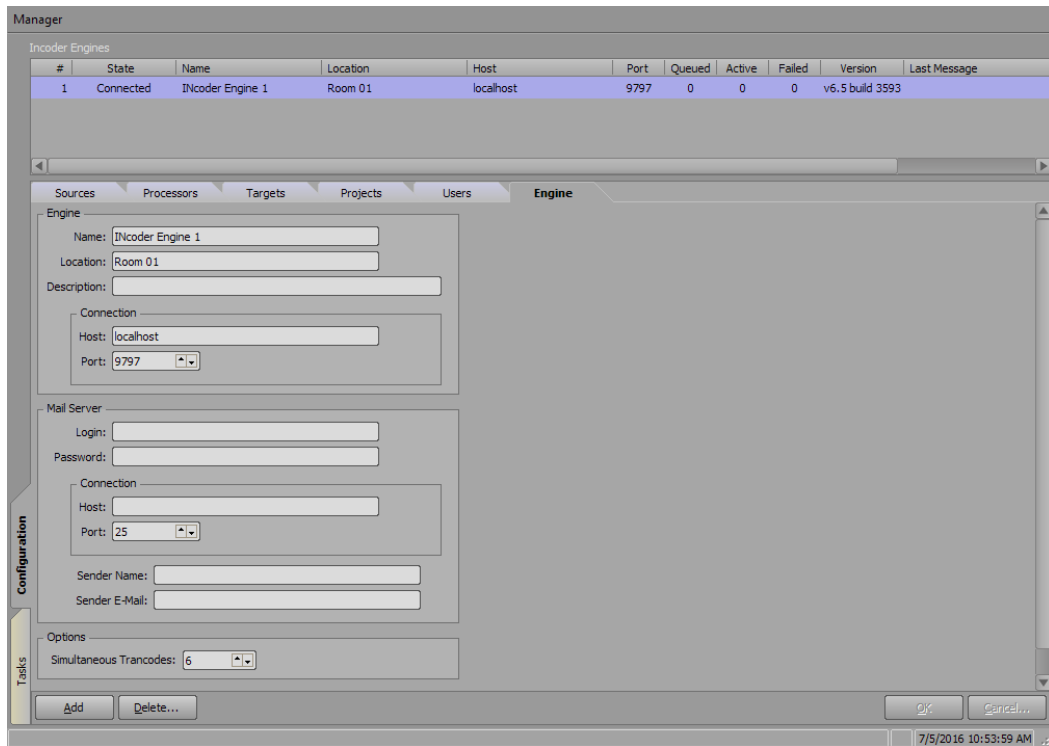 Manager
Incoder Engines
# State Name Location Host Port Queued Active Failed Version Last Message
1 Connected INcoder Engine 1 Room 01 localhost 9797 0 0 0 v6.5 build 3593
Sources Processors Targets Projects Users Engine
Engine
Name: INcoder Engine 1
Location: Room 01
Description:
Connection
Host: localhost
Port: 9797
Mail Server
Login:
Password:
Connection
Host:
Port: 25
Sender Name:
Sender E-Mail:
Options
Simultaneous Trancodes: 6
Configuration
Tasks
Add Delete... OK Cancel...
7/5/2016 10:53:59 AM